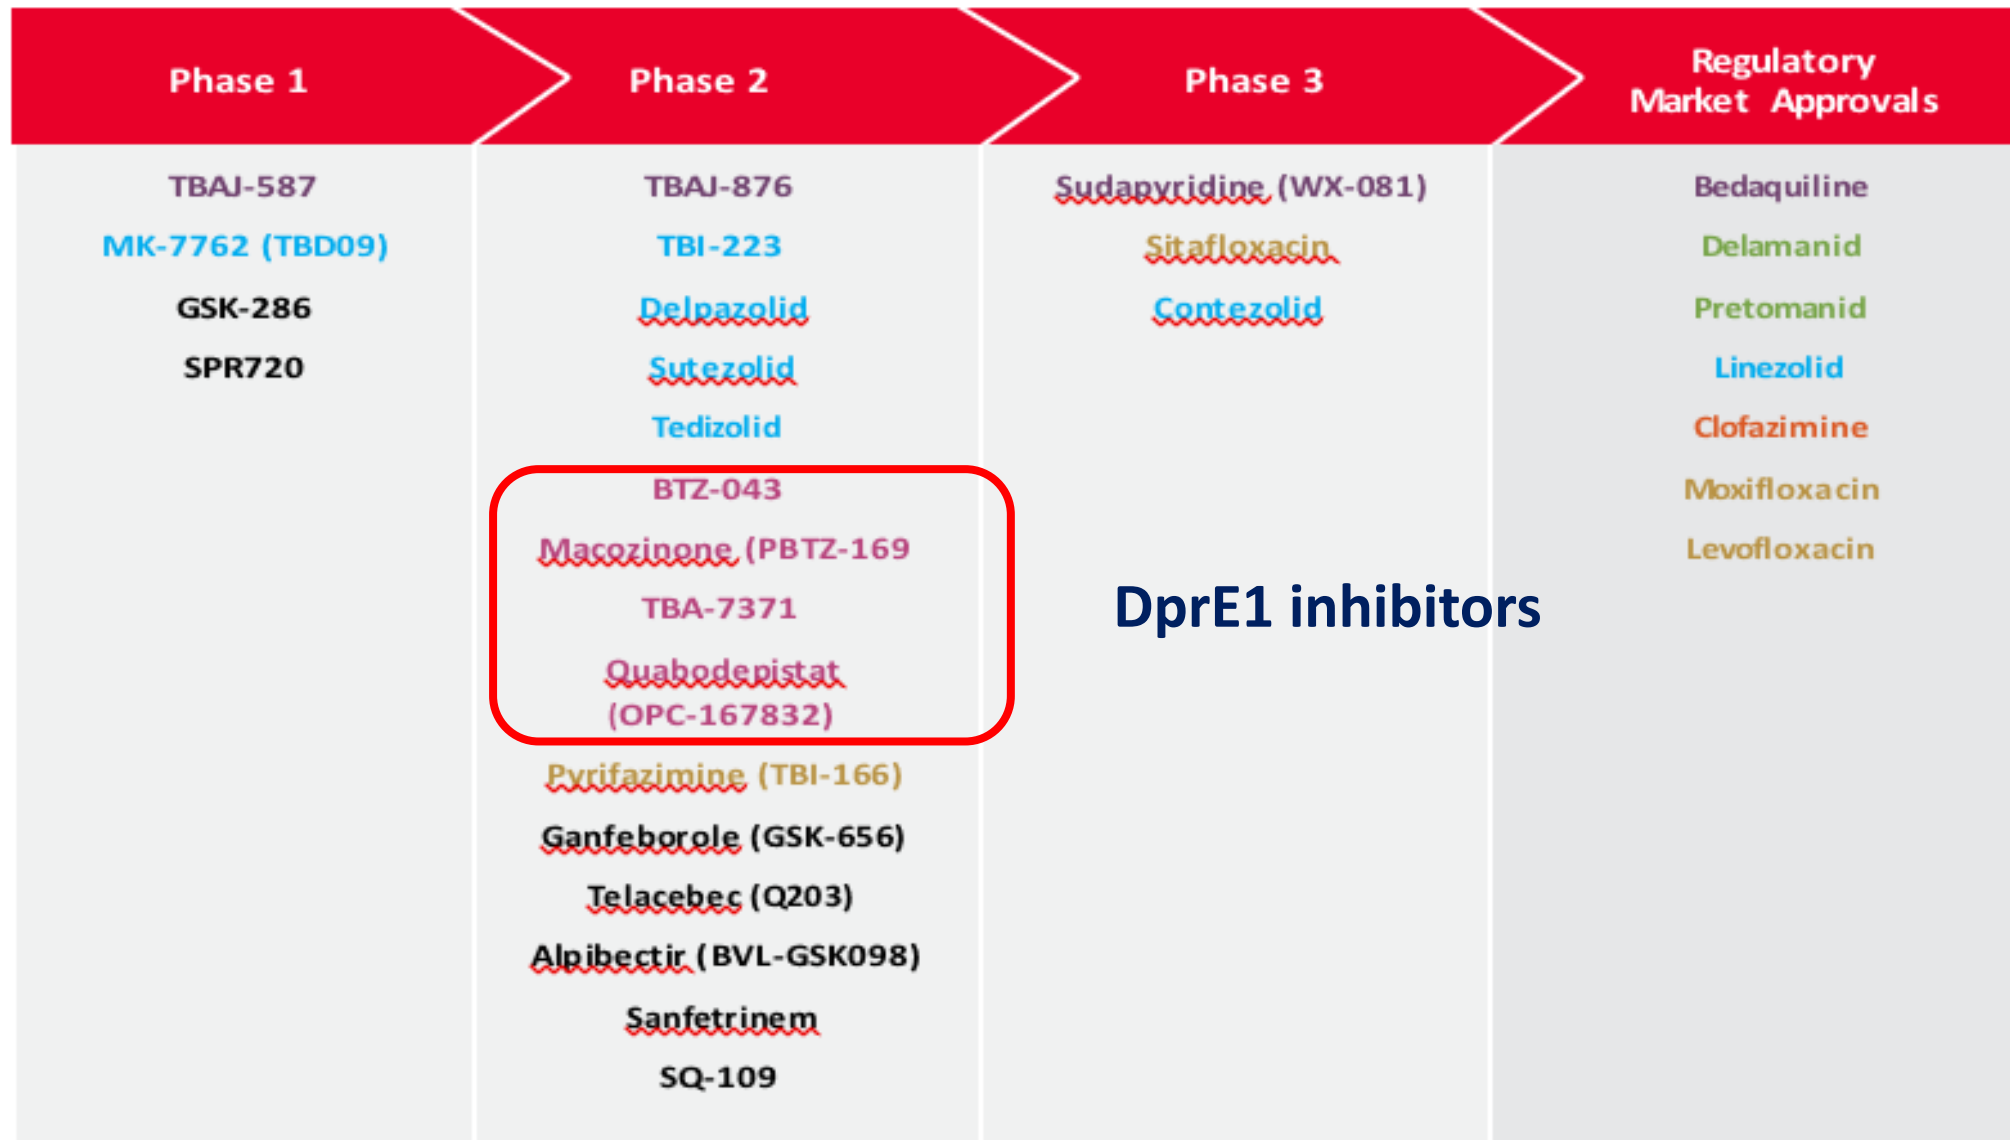 Phase 1
Phase 2
Phase 3
Regulatory
Market Approvals
TBAJ-587
MK-7762 (TBD09)
GSK-286
SPR720
TBAJ-876
TBI-223
Delpazolid
Sutezolid
Tedizolid
BTZ-043
Macozinone (PBTZ-169
TBA-7371
Quabodepistat
(OPC-167832)
Pyrifazimine (TBI-166)
Ganfeborole (GSK-656)
Telacebec (Q203)
Alpibectir (BVL-GSK098)
Sanfetrinem
SQ-109
Sudapyridine (WX-081)
Sitafloxacin
Contezolid
DprE1 inhibitors
Bedaquiline
Delamanid
Pretomanid
Linezolid
Clofazimine
Moxifloxacin
Levofloxacin